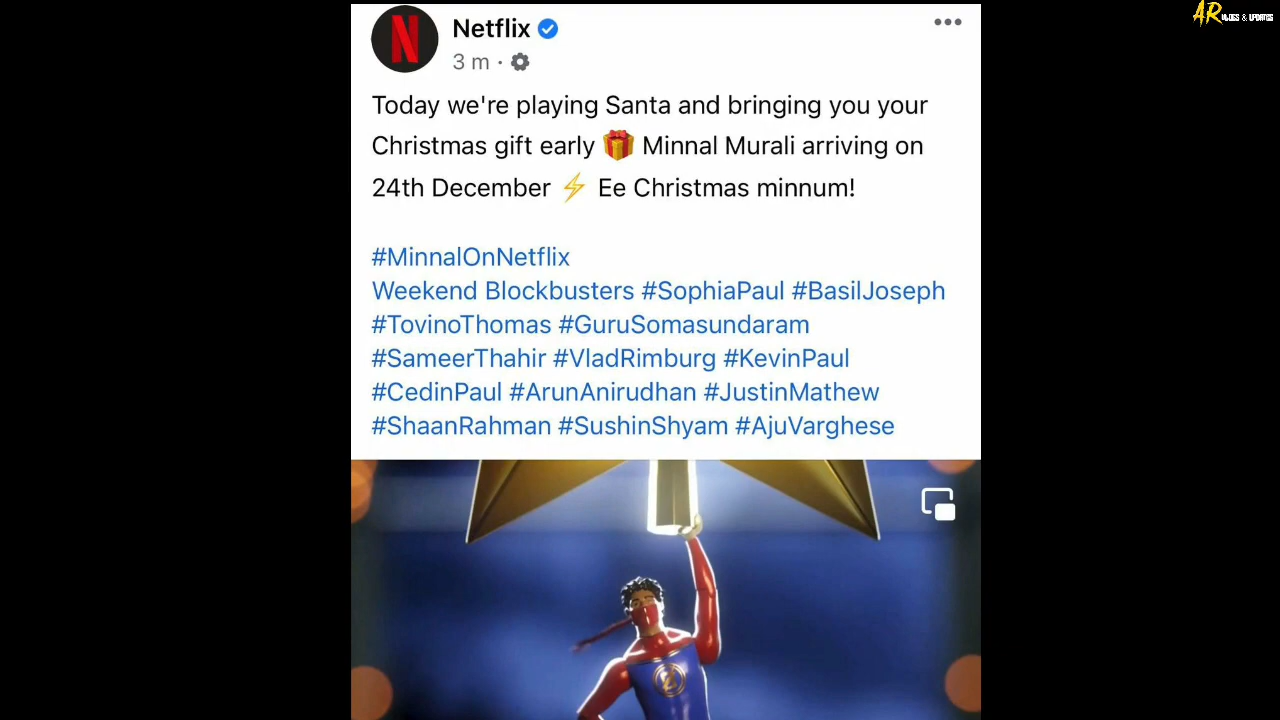 Netflix
3 m ·
Today we're playing Santa and bringing you your
Christmas gift early 🎁 Minnal Murali arriving on
24th December ⚡ Ee Christmas minnum!
#MinnalOnNetflix
Weekend Blockbusters #SophiaPaul #BasilJoseph
#TovinoThomas #GuruSomasundaram
#SameerThahir #VladRimburg #KevinPaul
#CedinPaul #ArunAnirudhan #JustinMathew
#ShaanRahman #SushinShyam #AjuVarghese
AR
& UPDATES